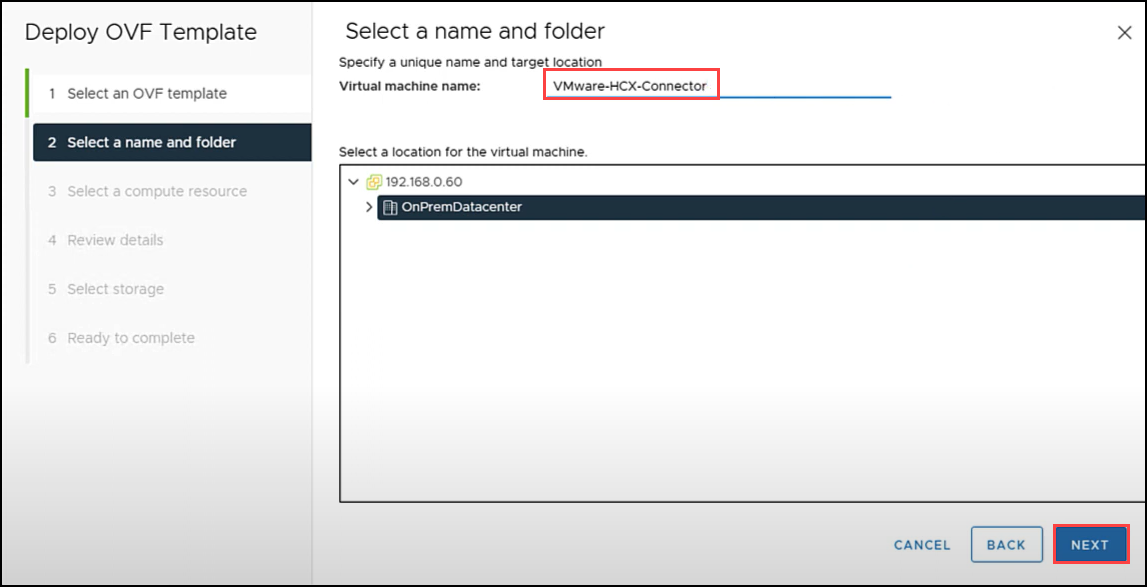 Deploy OVF Template
1 Select an OVF template
2 Select a name and folder
3 Select a compute resource
4 Review details
5 Select storage
6 Ready to complete
Select a name and folder
Specify a unique name and target location
Virtual machine name: VMware-HCX-Connector
Select a location for the virtual machine.
192.168.0.60
OnPremDatacenter
CANCEL BACK NEXT